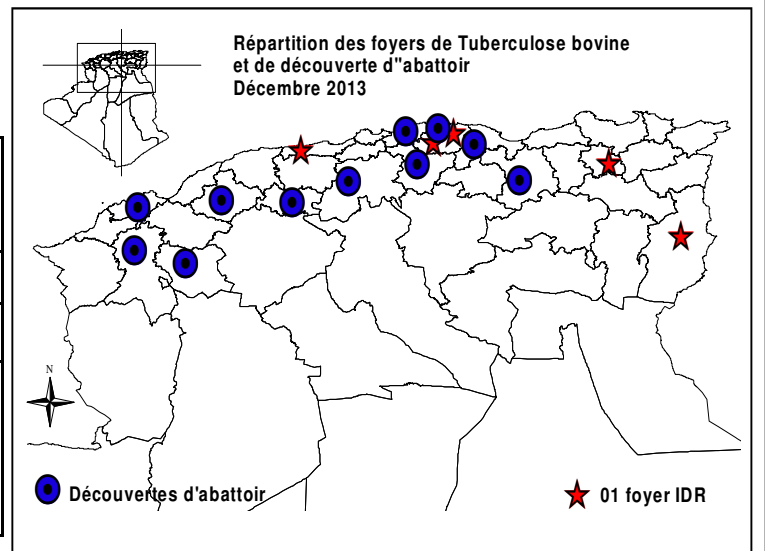 Répartition des foyers de Tuberculose bovine
et de découverte d"abattoir
Décembre 2013
N
Découvertes d'abattoir
01 foyer IDR